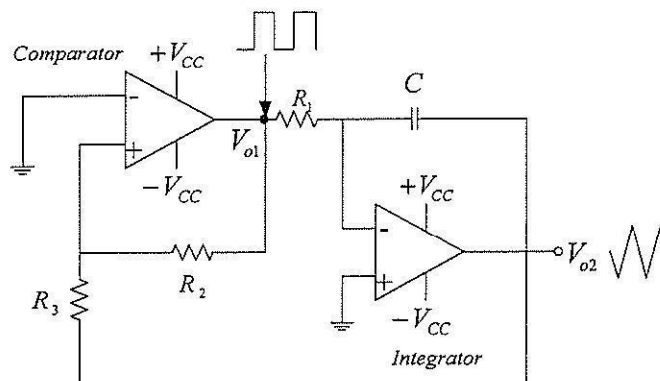 Comparator
+V_CC
-
+
-V_CC
V_o1
R_1
C
R_2
R_3
+V_CC
-
+
-V_CC
V_o2
Integrator